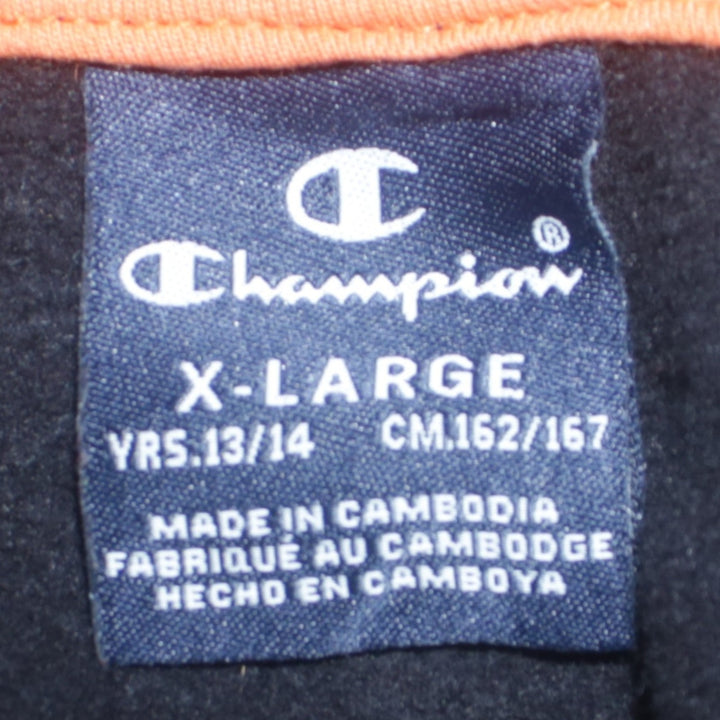 Champion®
X-LARGE
YRS.13/14 CM.162/167
MADE IN CAMBODIA
FABRIQUÉ AU CAMBODGE
HECHO EN CAMBOYA